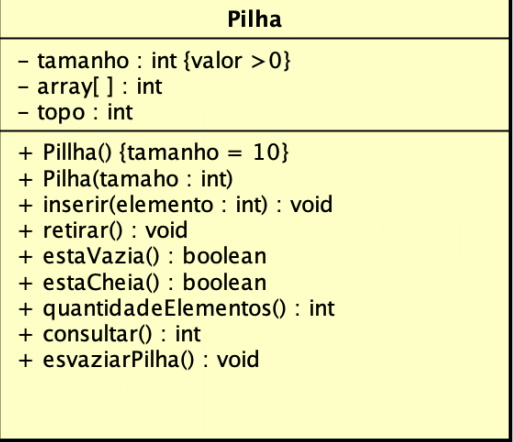 Pilha
- tamanho : int {valor >0}
- array[ ] : int
- topo : int
+ Pillha() {tamanho = 10}
+ Pilha(tamaho : int)
+ inserir(elemento : int) : void
+ retirar() : void
+ estaVazia() : boolean
+ estaCheia() : boolean
+ quantidadeElementos() : int
+ consultar() : int
+ esvaziarPilha() : void